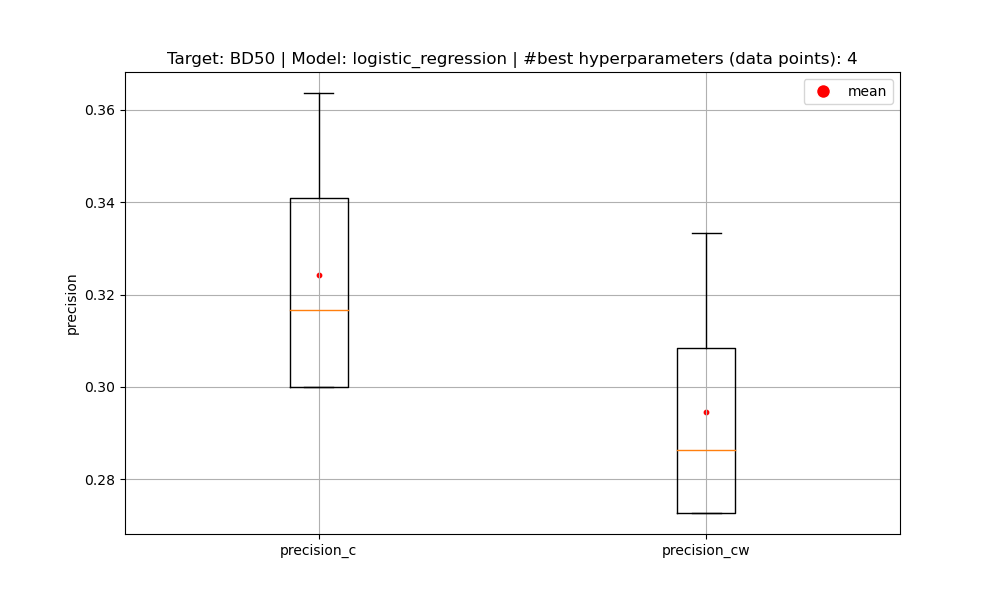 Target: BD50 | Model: logistic_regression | #best hyperparameters (data points): 4
mean
precision
0.36
0.34
0.32
0.30
0.28
precision_c
precision_cw